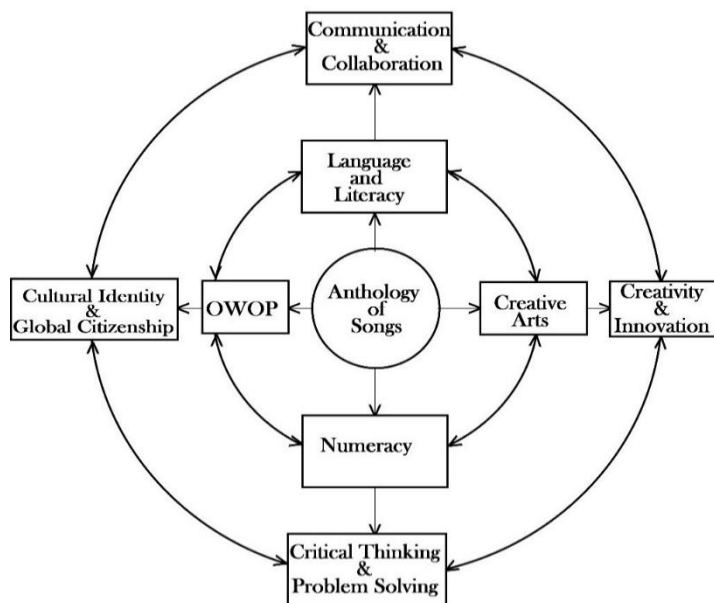 Communication
&
Collaboration
Language
and
Literacy
Cultural Identity
&
Global Citizenship
OWOP
Anthology
of
Songs
Creative
Arts
Creativity
&
Innovation
Numeracy
Critical Thinking
&
Problem Solving